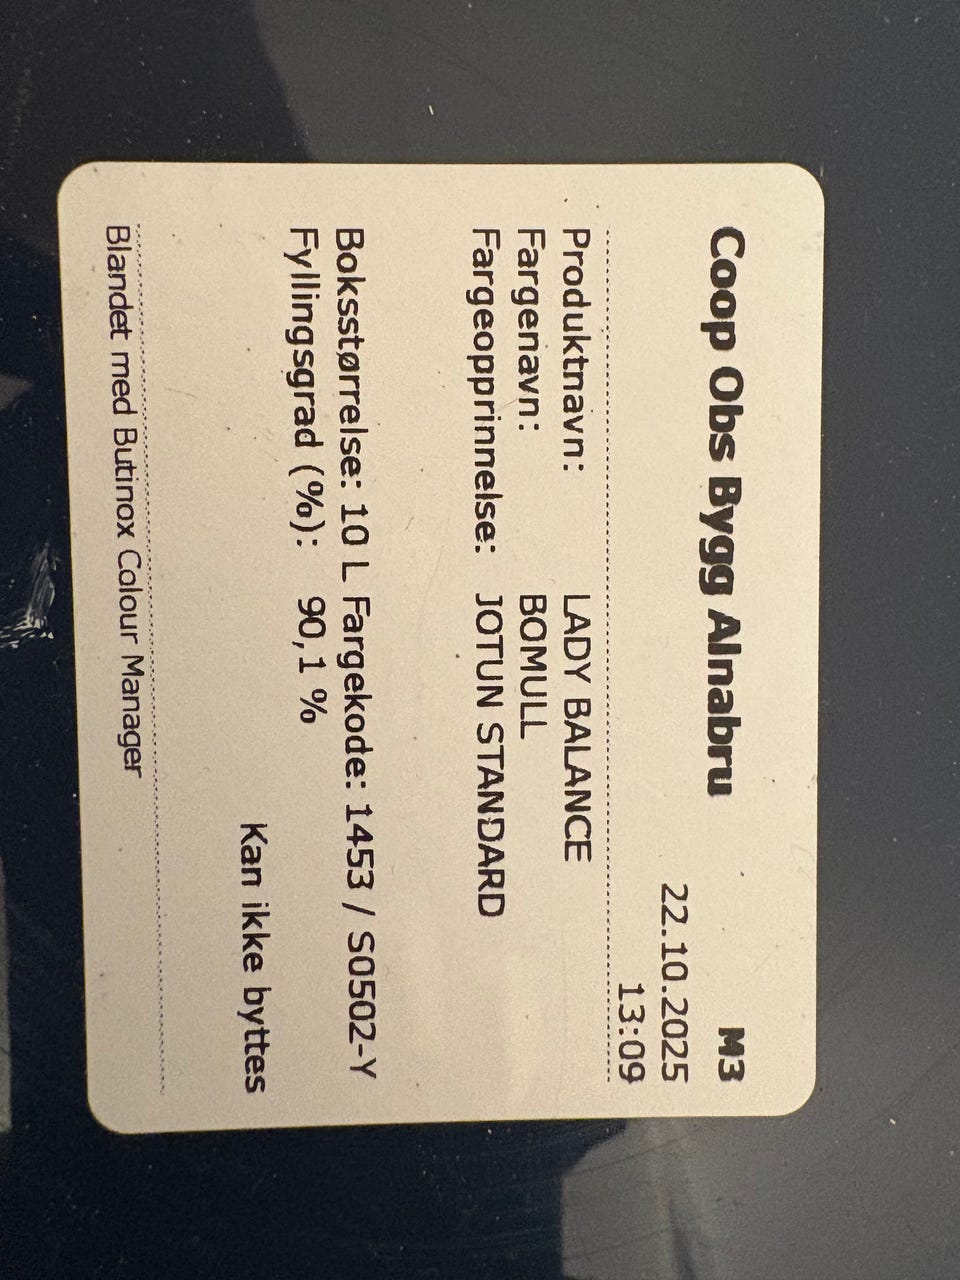 Coop Obs Bygg Alnabru M3
22.10.2025
13:09
Produktnavn: LADY BALANCE
Fargenavn: BOMULL
Fargeopprinnelse: JOTUN STANDARD
Boksstørrelse: 10 L Fargekode: 1453 / S0502-Y
Fyllingsgrad (%): 90,1 %
Kan ikke byttes
Blandet med Butinox Colour Manager